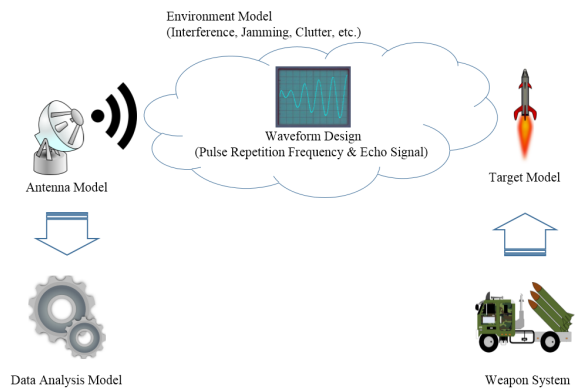 Environment Model
(Interference, Jamming, Clutter, etc.)
Waveform Design
(Pulse Repetition Frequency & Echo Signal)
Antenna Model
Target Model
Data Analysis Model
Weapon System